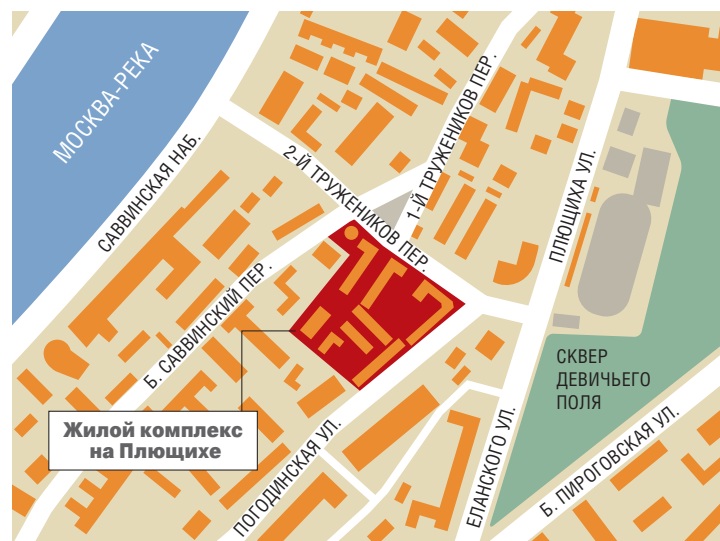 МОСКВА-РЕКА
САВВИНСКАЯ НАБ.
2-Й ТРУЖЕНИКОВ ПЕР.
1-Й ТРУЖЕНИКОВ ПЕР.
ПЛЮЩИХА УЛ.
Б. САВВИНСКИЙ ПЕР.
СКВЕР
ДЕВИЧЬЕГО
ПОЛЯ
Жилой комплекс
на Плющихе
ПОГОДИНСКАЯ УЛ.
ЕЛАНСКОГО УЛ.
Б. ПИРОГОВСКАЯ УЛ.